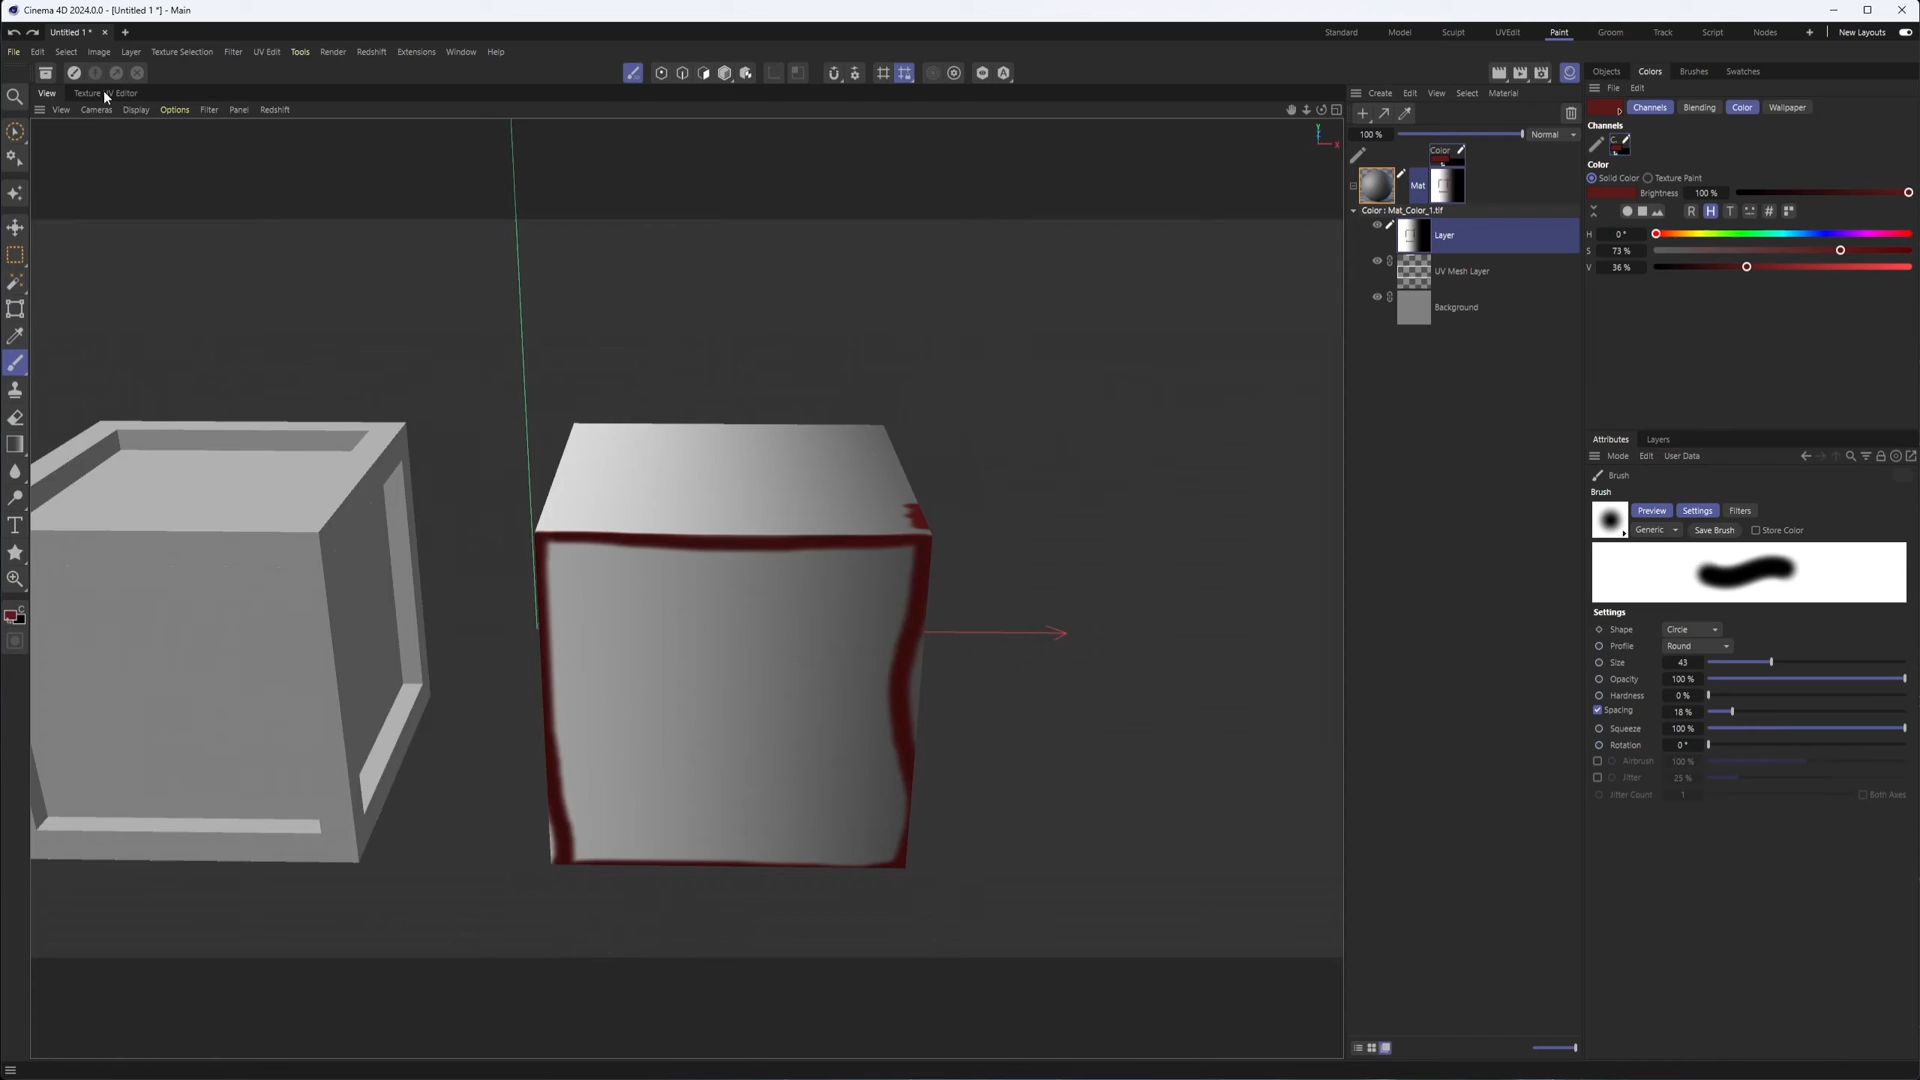 Cinema 4D 2024.0.0 - [Untitled 1 *] - Main
Untitled 1 *
Standard Model Sculpt UVEdit Paint Groom Track Script Nodes New Layouts
File Edit Select Image Layer Texture Selection Filter UV Edit Tools Render Redshift Extensions Window Help
Objects Colors Brushes Swatches
View Texture UV Editor
Create Edit View Select Material
File Edit
View Cameras Display Options Filter Panel Redshift
Channels Blending Color Wallpaper
Channels
100 % Normal
Color
Color
Solid Color Texture Paint
Mat
Brightness 100 %
R H T #
Color : Mat_Color_1.tif
Layer
H 0 °
S 73 %
V 36 %
UV Mesh Layer
Background
Y
X
Attributes Layers
Mode Edit User Data
Brush
Brush
Preview Settings Filters
Generic Save Brush Store Color
Settings
Shape Circle
Profile Round
Size 43
Opacity 100 %
Hardness 0 %
Spacing 18 %
Squeeze 100 %
Rotation 0 °
Airbrush 100 %
Jitter 25 %
Jitter Count 1 Both Axes
T
C